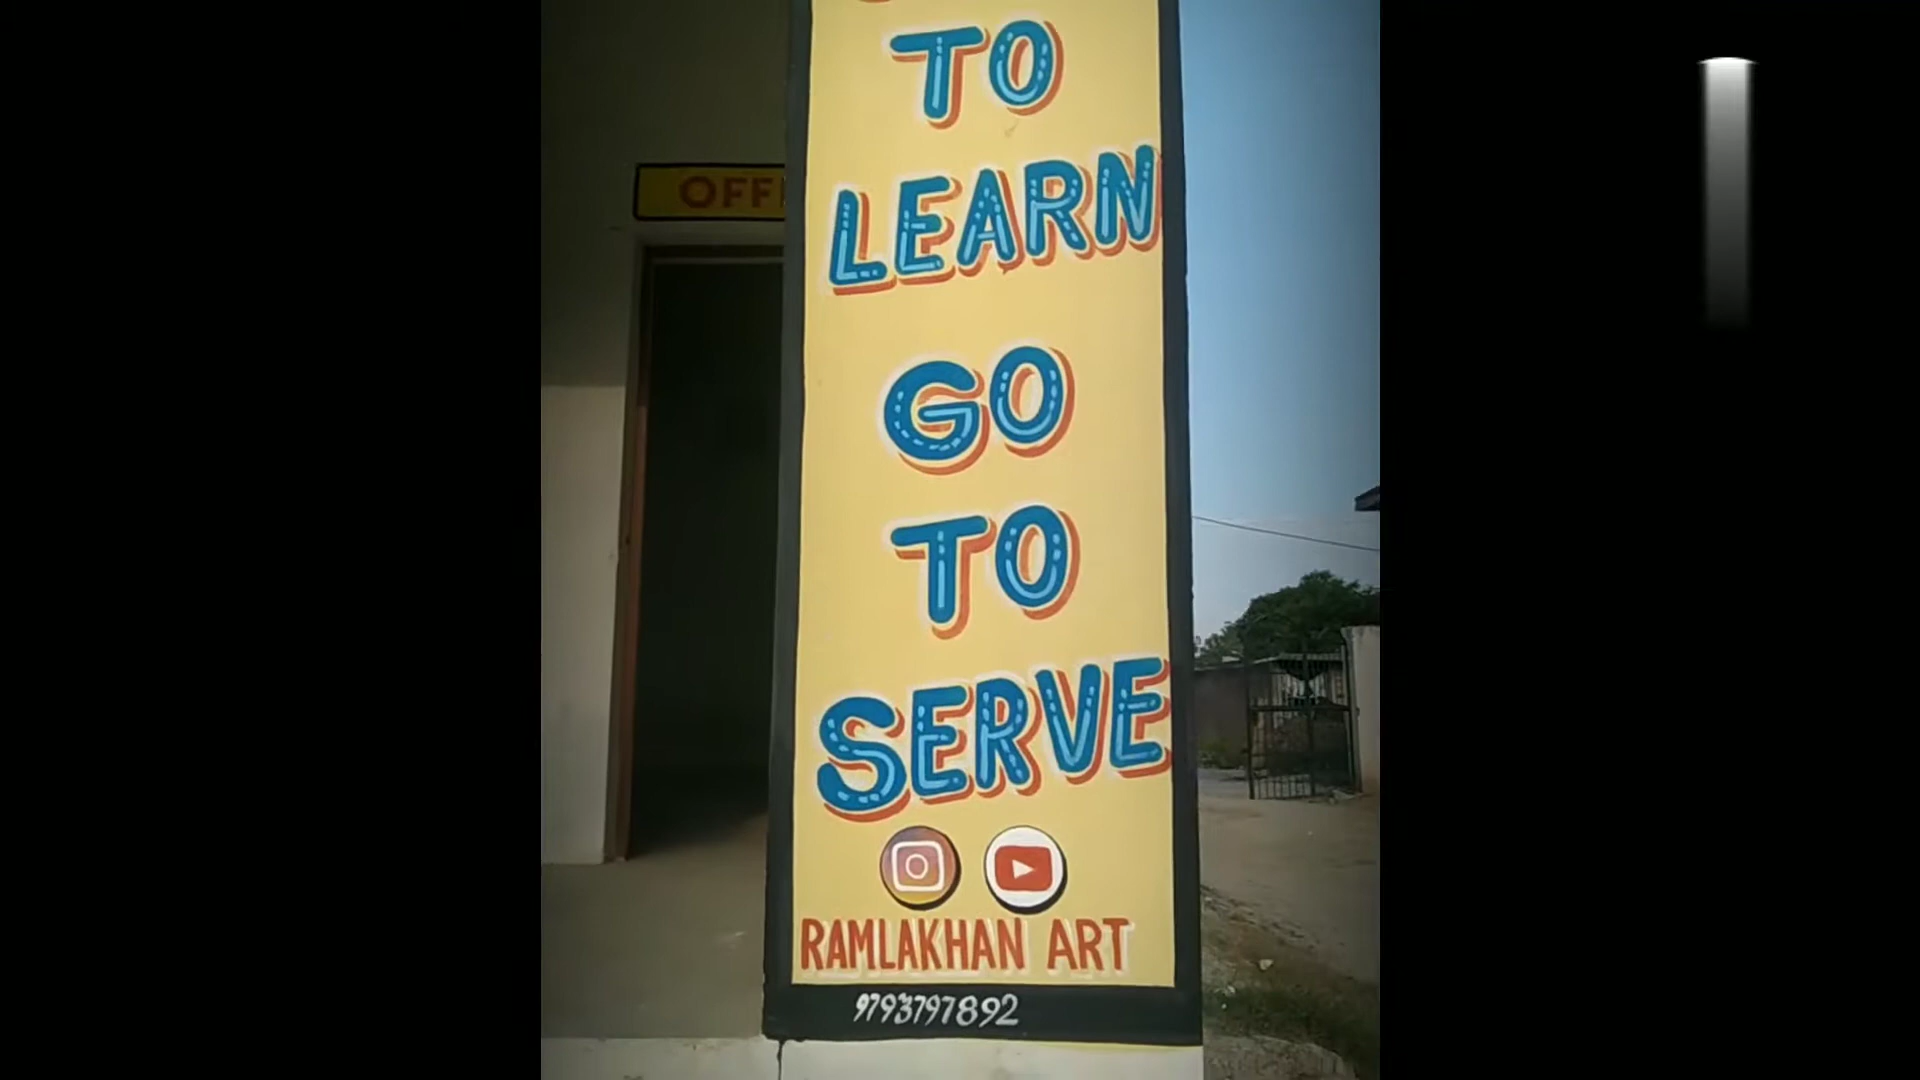 TO
LEARN
GO
TO
SERVE
RAMLAKHAN ART
9793797892